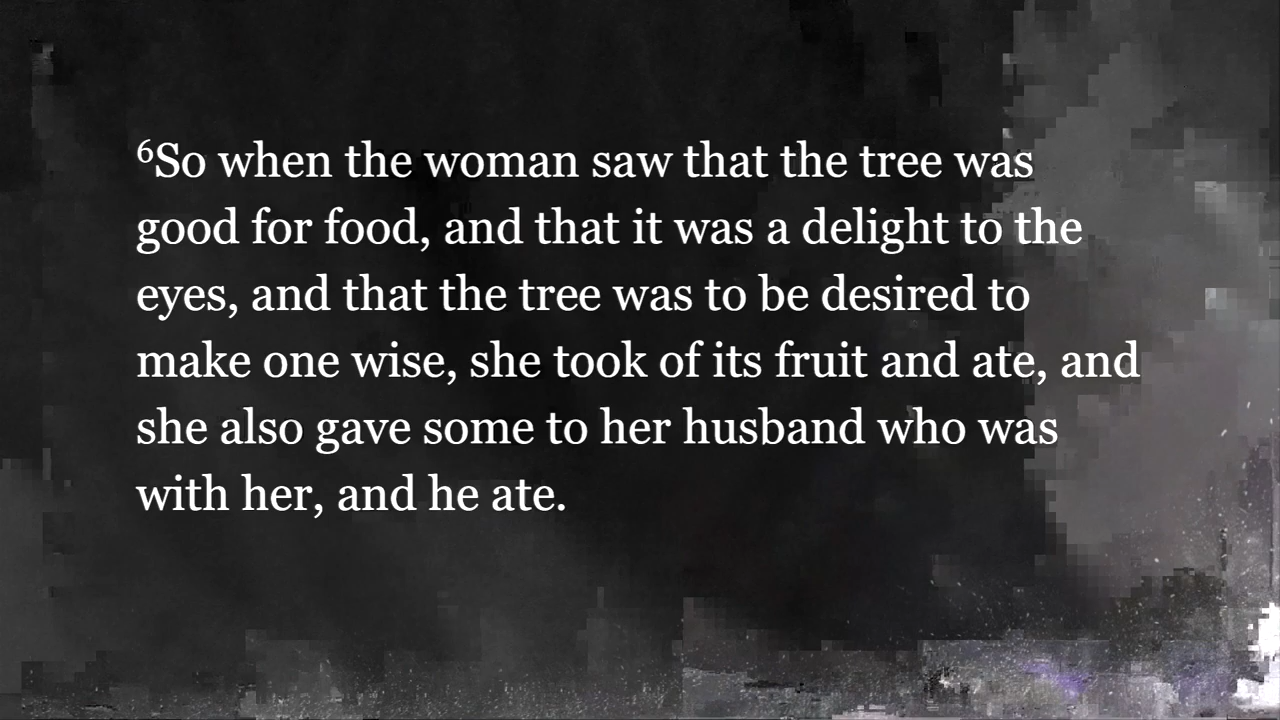 ⁶So when the woman saw that the tree was
good for food, and that it was a delight to the
eyes, and that the tree was to be desired to
make one wise, she took of its fruit and ate, and
she also gave some to her husband who was
with her, and he ate.